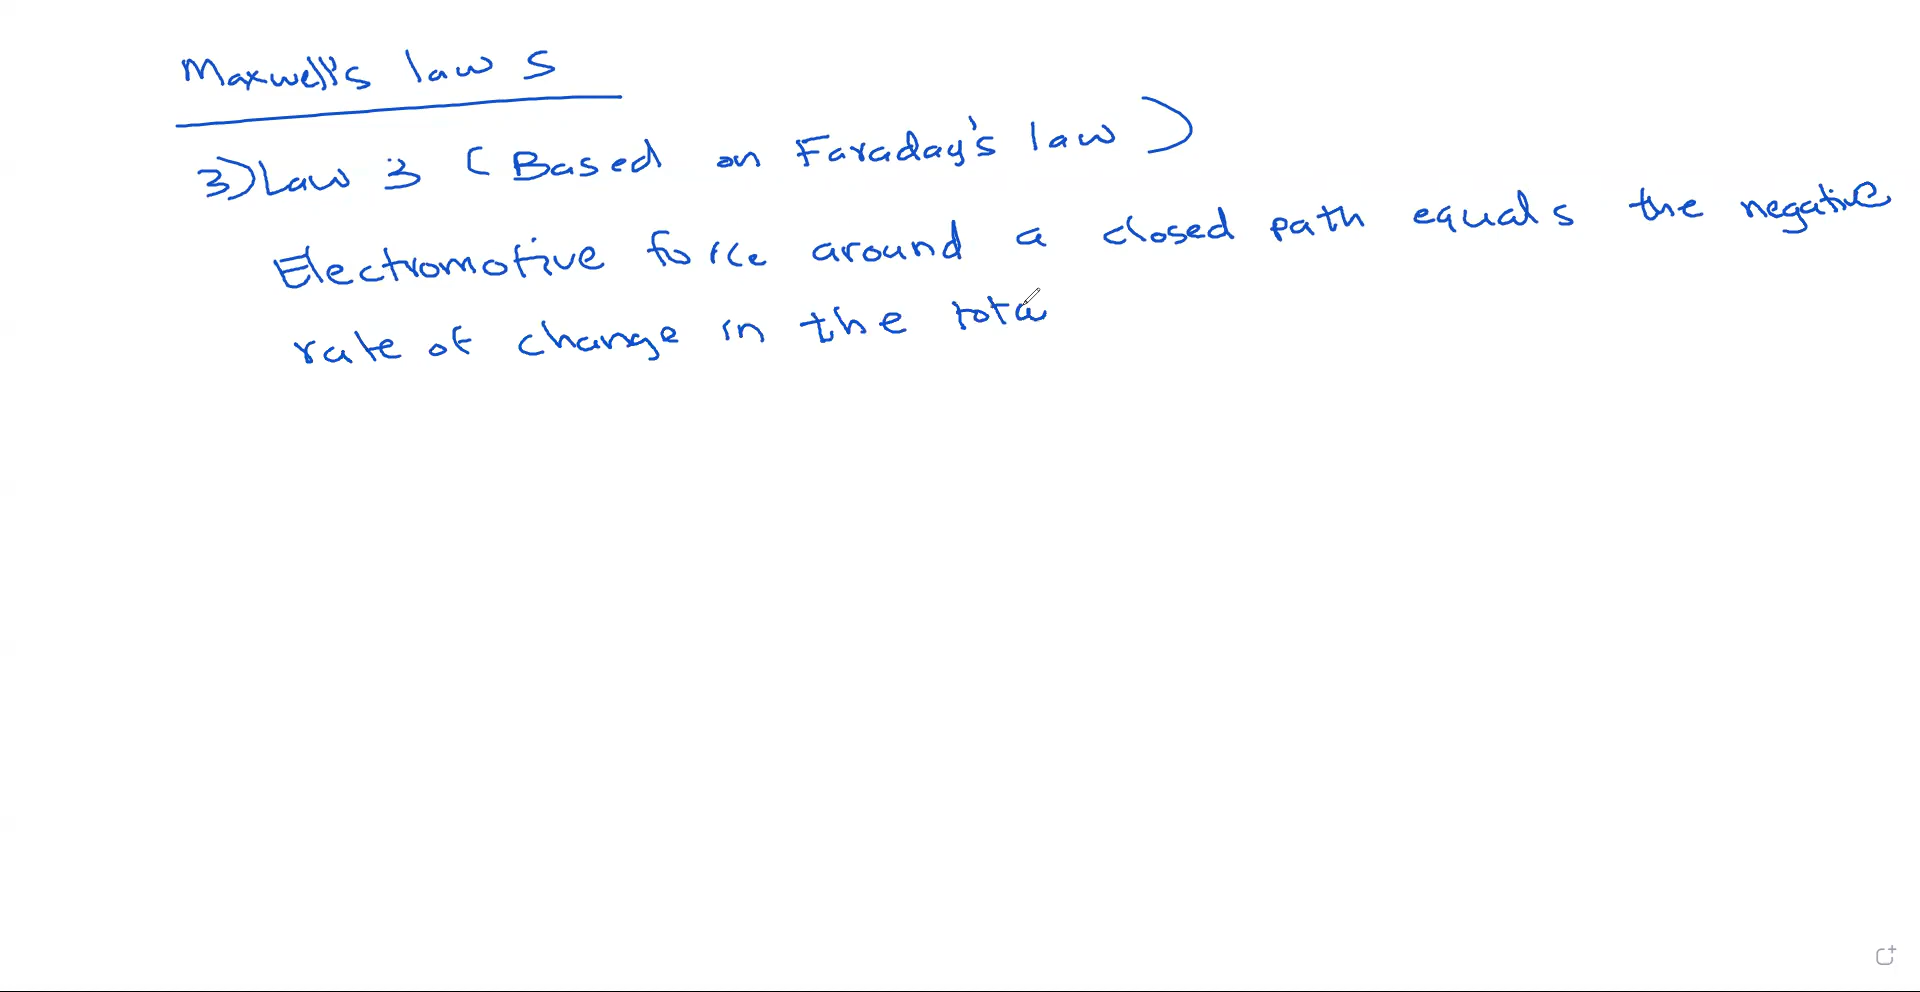 Maxwell's laws
3) Law 3 (Based on Faraday's law)
Electromotive force around a closed path equals the negative
rate of change in the tota